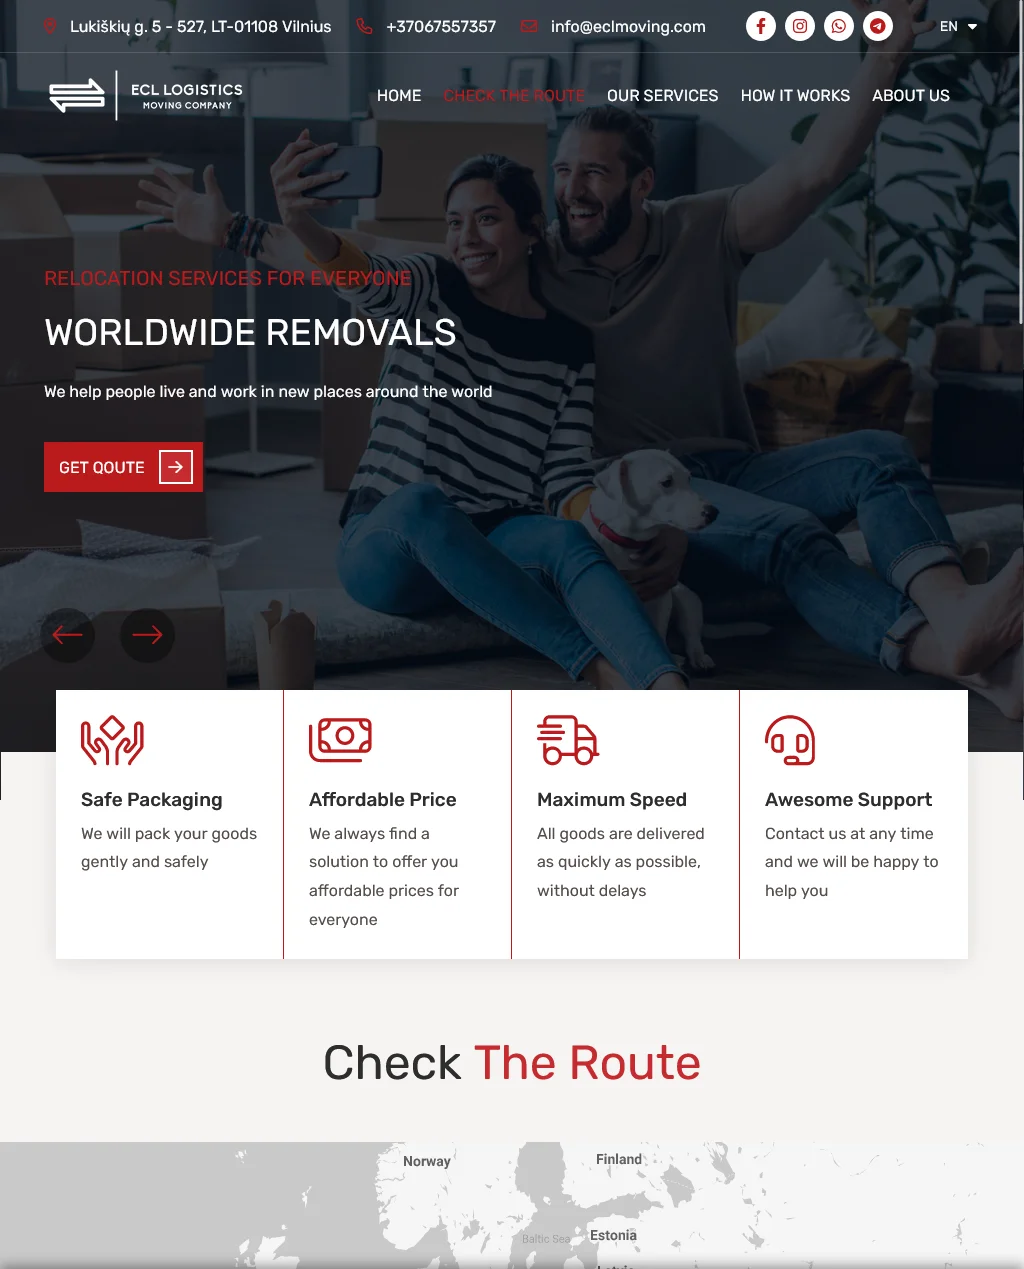 Lukiškių g. 5 - 527, LT-01108 Vilnius +37067557357 info@eclmoving.com EN
ECL LOGISTICS
MOVING COMPANY
HOME CHECK THE ROUTE OUR SERVICES HOW IT WORKS ABOUT US
RELOCATION SERVICES FOR EVERYONE
WORLDWIDE REMOVALS
We help people live and work in new places around the world
GET QOUTE
Safe Packaging
We will pack your goods
gently and safely
Affordable Price
We always find a
solution to offer you
affordable prices for
everyone
Maximum Speed
All goods are delivered
as quickly as possible,
without delays
Awesome Support
Contact us at any time
and we will be happy to
help you
Check The Route
Norway
Finland
Baltic Sea
Estonia